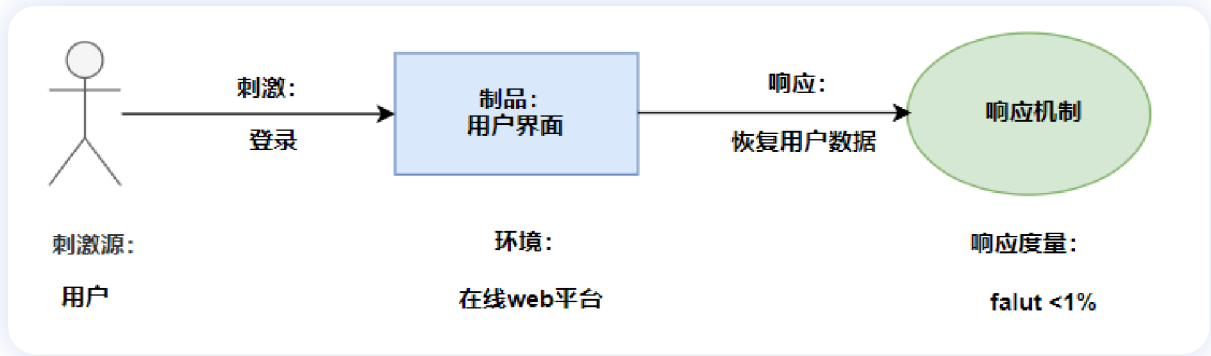 刺激：
登录
制品：
用户界面
响应：
恢复用户数据
响应机制
刺激源：
用户
环境：
在线web平台
响应度量：
falut <1%